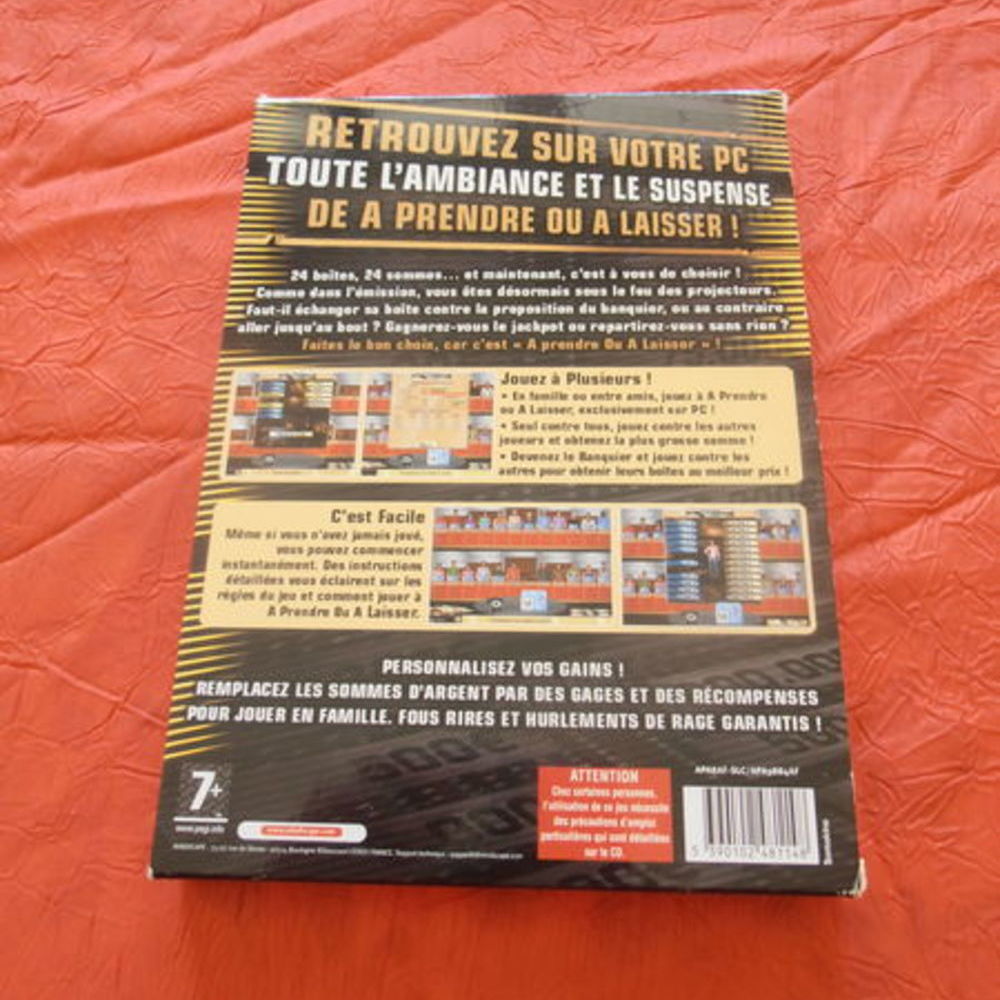 RETROUVEZ SUR VOTRE PC
TOUTE L'AMBIANCE ET LE SUSPENSE
DE A PRENDRE OU A LAISSER !
24 boîtes, 24 sommes... et maintenant, c'est à vous de choisir !
Comme dans l'émission, vous êtes désormais sous le feu des projecteurs.
Faut-il échanger sa boîte contre la proposition du banquier, ou au contraire
aller jusqu'au bout ? Gagnerez-vous le jackpot ou repartirez-vous sans rien ?
Faites le bon choix, car c'est « A prendre Ou A Laisser » !
Jouez à Plusieurs !
• En famille ou entre amis, jouez à A Prendre
ou A Laisser, exclusivement sur PC !
• Seul contre tous, jouez contre les autres
joueurs et obtenez la plus grosse somme !
• Devenez le Banquier et jouez contre les
autres pour obtenir leurs boîtes au meilleur prix !
C'est Facile
Même si vous n'avez jamais joué,
vous pouvez commencer
instantanément. Des instructions
détaillées vous éclairent sur les
règles du jeu et comment jouer à
A Prendre Ou A Laisser.
PERSONNALISEZ VOS GAINS !
REMPLACEZ LES SOMMES D'ARGENT PAR DES GAGES ET DES RÉCOMPENSES
POUR JOUER EN FAMILLE. FOUS RIRES ET HURLEMENTS DE RAGE GARANTIS !
7+
www.pegi.info
www.mindscape.com
ATTENTION
Chez certaines personnes,
l'utilisation de ce jeu nécessite
des précautions d'emploi
particulières qui sont détaillées
sur le CD.